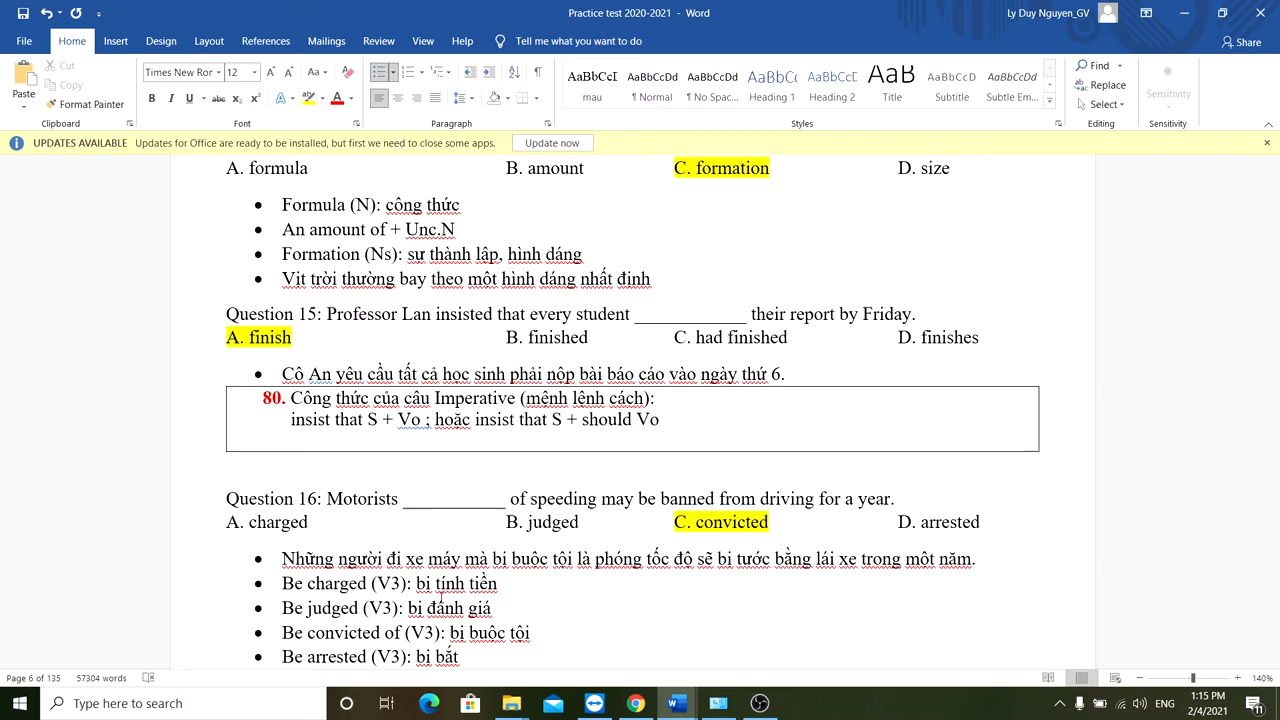 Practice test 2020-2021 - Word
Ly Duy Nguyen_GV
File Home Insert Design Layout References Mailings Review View Help Tell me what you want to do Share
Paste
Cut
Copy
Format Painter
Clipboard
Times New Ror 12
Font
Paragraph
AaBbCcI AaBbCcDd AaBbCcDd AaBbCc AaBbCcDd AaB AaBbCcDd AaBbCcDd
mau ¶ Normal ¶ No Spac... Heading 1 Heading 2 Title Subtitle Subtle Em...
Styles
Find
Replace
Select
Editing
Sensitivity
Sensitivity
UPDATES AVAILABLE Updates for Office are ready to be installed, but first we need to close some apps. Update now
A. formula B. amount C. formation D. size
• Formula (N): công thức
• An amount of + Unc.N
• Formation (Ns): sự thành lập, hình dáng
• Vịt trời thường bay theo một hình dáng nhất định
Question 15: Professor Lan insisted that every student ____________ their report by Friday.
A. finish B. finished C. had finished D. finishes
• Cô An yêu cầu tất cả học sinh phải nộp bài báo cáo vào ngày thứ 6.
80. Công thức của câu Imperative (mệnh lệnh cách):
insist that S + Vo ; hoặc insist that S + should Vo
Question 16: Motorists ___________ of speeding may be banned from driving for a year.
A. charged B. judged C. convicted D. arrested
• Những người đi xe máy mà bị buộc tội là phóng tốc độ sẽ bị tước bằng lái xe trong một năm.
• Be charged (V3): bị tính tiền
• Be judged (V3): bị đánh giá
• Be convicted of (V3): bị buộc tội
• Be arrested (V3): bị bắt
Page 6 of 135 57304 words 140%
Type here to search
ENG
1:15 PM
2/4/2021
11